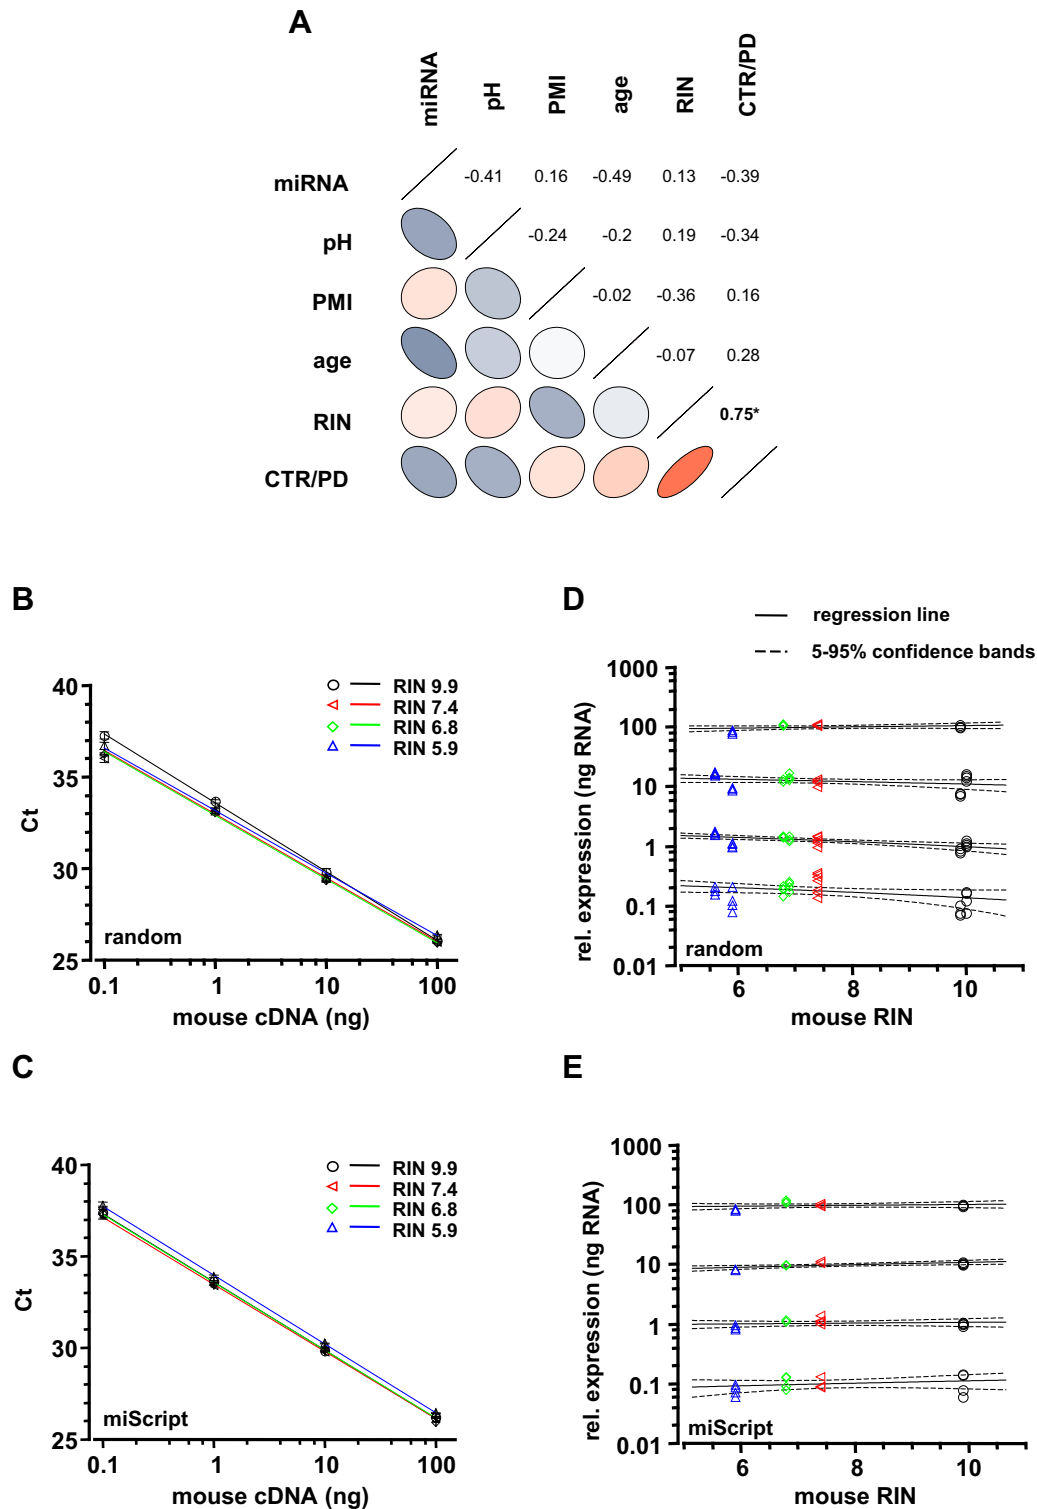 A
miRNA pH PMI age RIN CTR/PD
miRNA -0.41 0.16 -0.49 0.13 -0.39
pH -0.24 -0.2 0.19 -0.34
PMI -0.02 -0.36 0.16
age -0.07 0.28
RIN 0.75*
CTR/PD
B
40
35
30
25
Ct
RIN 9.9
RIN 7.4
RIN 6.8
RIN 5.9
random
0.1 1 10 100
mouse cDNA (ng)
D
regression line
5-95% confidence bands
1000
100
10
1
0.1
0.01
rel. expression (ng RNA)
random
6 8 10
mouse RIN
C
40
35
30
25
Ct
RIN 9.9
RIN 7.4
RIN 6.8
RIN 5.9
miScript
0.1 1 10 100
mouse cDNA (ng)
E
1000
100
10
1
0.1
0.01
rel. expression (ng RNA)
miScript
6 8 10
mouse RIN